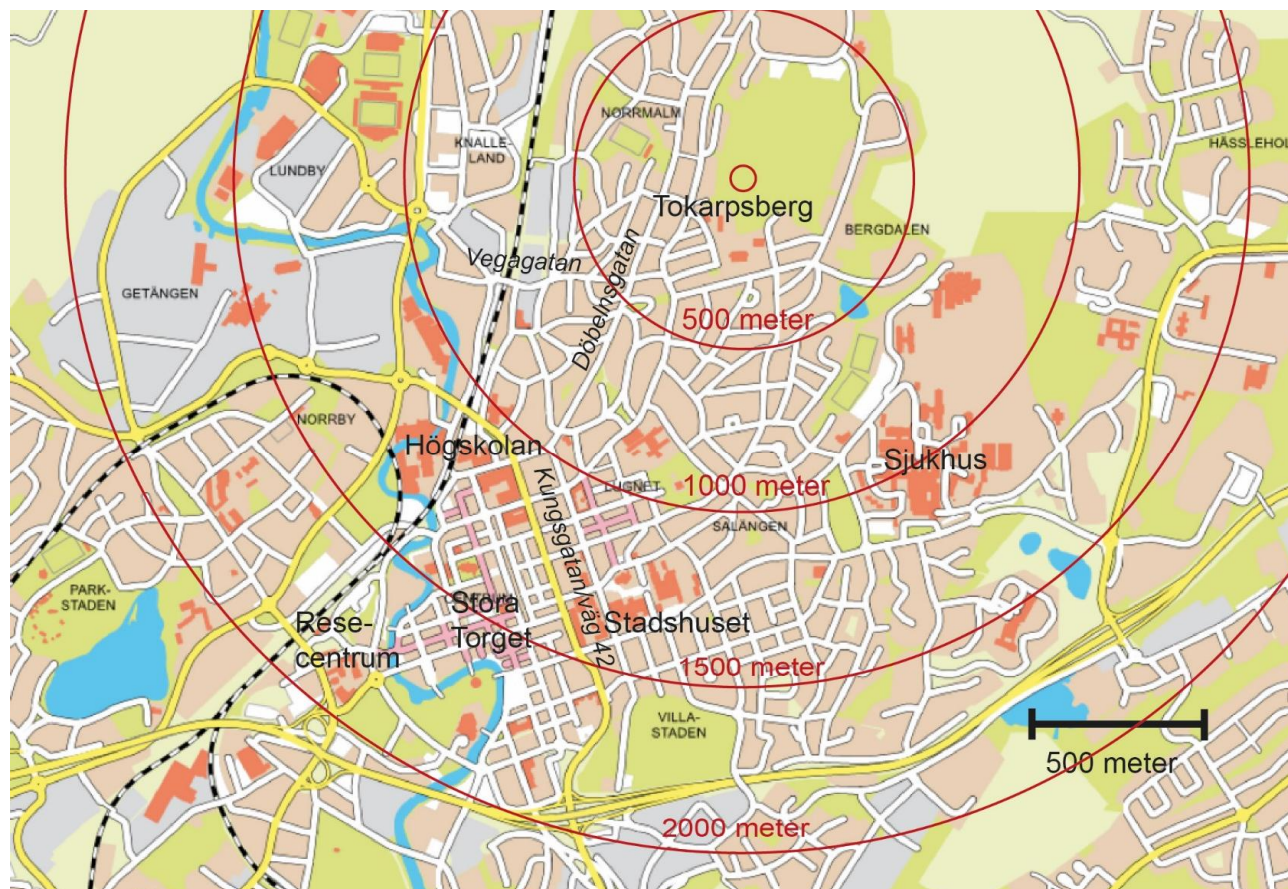 NORRMALM
KNALLE-
LAND
LUNDBY
HÄSSLEHOL
Tokarpsberg
BERGDALEN
Vegagatan
GETÄNGEN
Döbelnsgatan
500 meter
NORRBY
Högskolan
Sjukhus
Kungsgatan/väg 42
LUGNET
1000 meter
SALÄNGEN
PARK-
STADEN
Stora
Torget
Rese-
centrum
Stadshuset
1500 meter
VILLA-
STADEN
500 meter
2000 meter